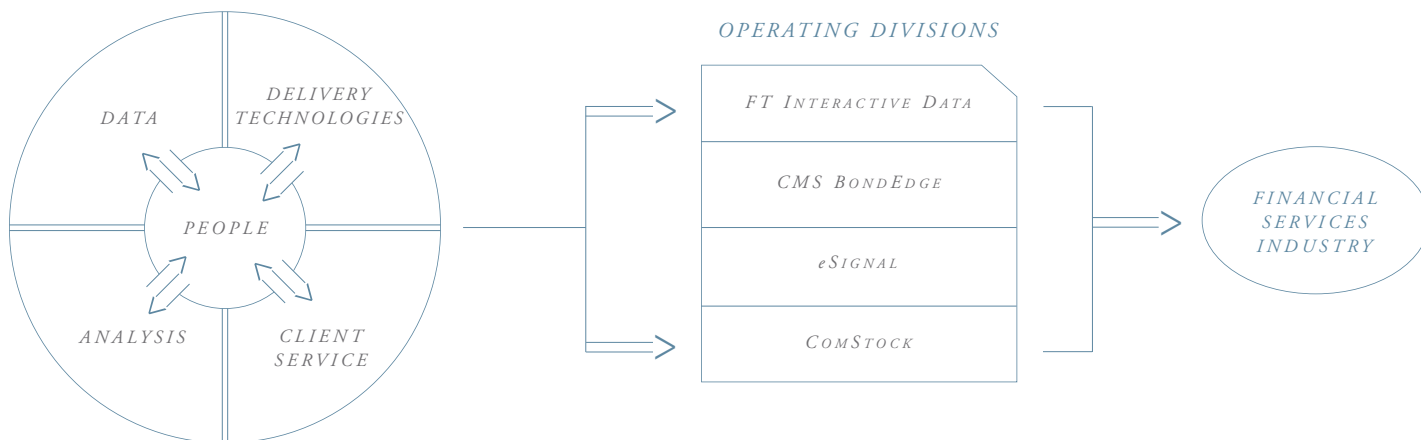 DATA
DELIVERY
TECHNOLOGIES
PEOPLE
ANALYSIS
CLIENT
SERVICE
OPERATING DIVISIONS
FT INTERACTIVE DATA
CMS BONDEDGE
eSIGNAL
COMSTOCK
FINANCIAL
SERVICES
INDUSTRY